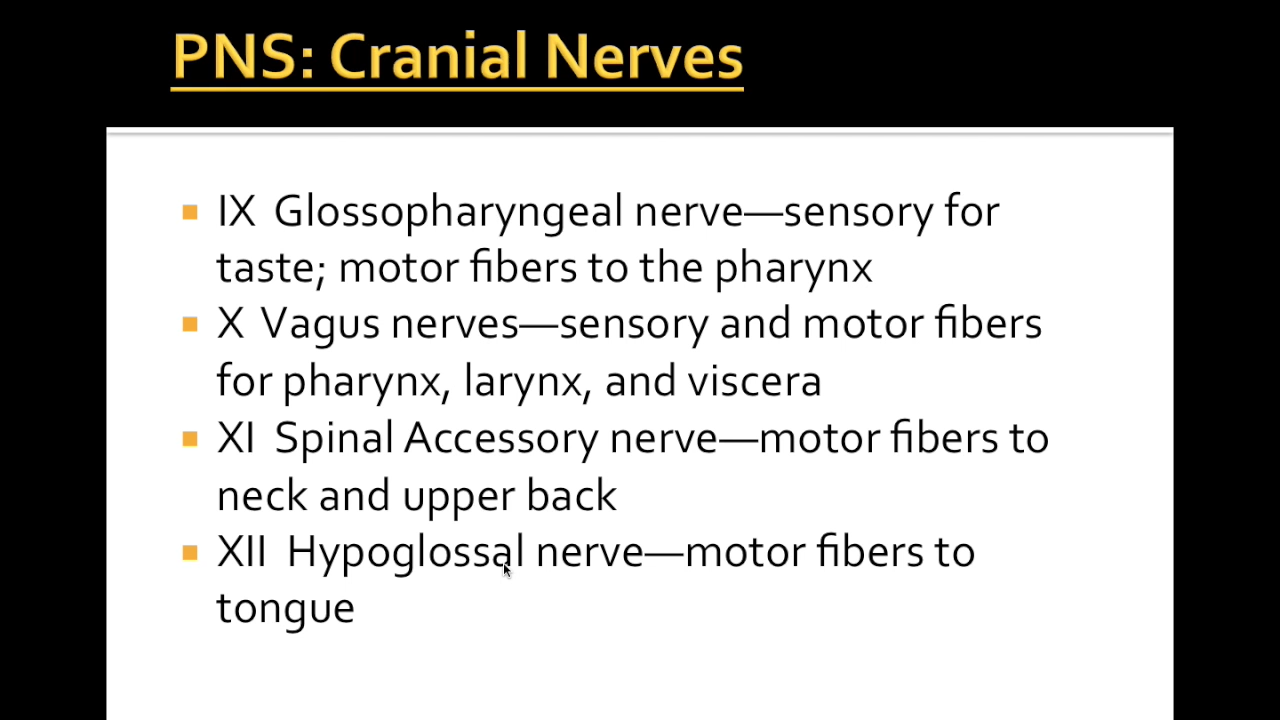 PNS: Cranial Nerves
IX Glossopharyngeal nerve—sensory for
taste; motor fibers to the pharynx
X Vagus nerves—sensory and motor fibers
for pharynx, larynx, and viscera
XI Spinal Accessory nerve—motor fibers to
neck and upper back
XII Hypoglossal nerve—motor fibers to
tongue